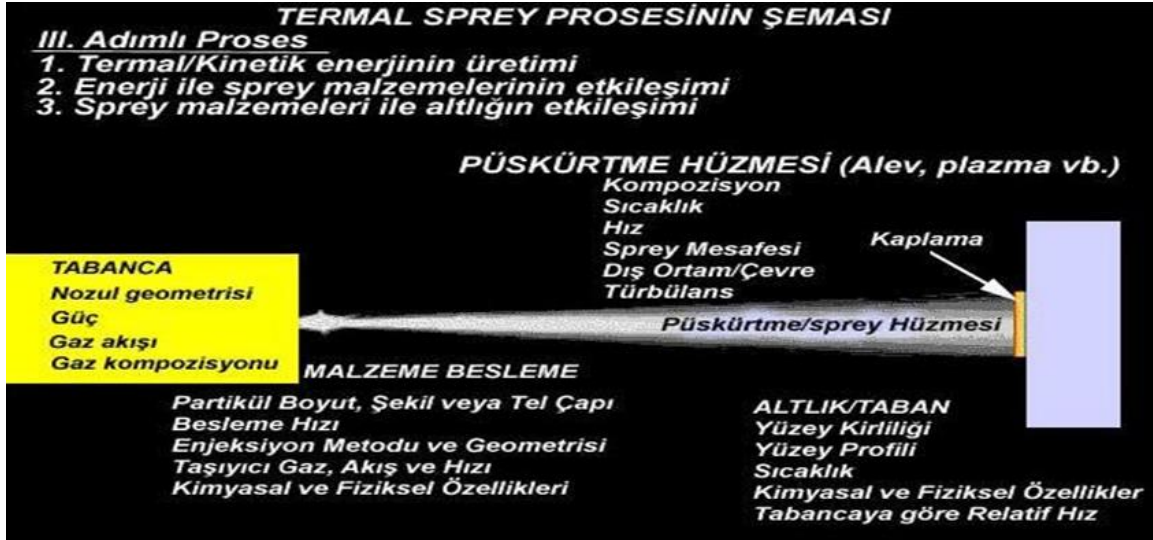 TERMAL SPREY PROSESİNİN ŞEMASI
III. Adımlı Proses
1. Termal/Kinetik enerjinin üretimi
2. Enerji ile sprey malzemelerinin etkileşimi
3. Sprey malzemeleri ile altlığın etkileşimi
PÜSKÜRTME HÜZMESİ (Alev, plazma vb.)
Kompozisyon
Sıcaklık
Hız
Sprey Mesafesi
Dış Ortam/Çevre
Türbülans
Kaplama
Püskürtme/sprey Hüzmesi
TABANCA
Nozul geometrisi
Güç
Gaz akışı
Gaz kompozisyonu
MALZEME BESLEME
Partikül Boyut, Şekil veya Tel Çapı
Besleme Hızı
Enjeksiyon Metodu ve Geometrisi
Taşıyıcı Gaz, Akış ve Hızı
Kimyasal ve Fiziksel Özellikleri
ALTLIK/TABAN
Yüzey Kirliliği
Yüzey Profili
Sıcaklık
Kimyasal ve Fiziksel Özellikler
Tabancaya göre Relatif Hız